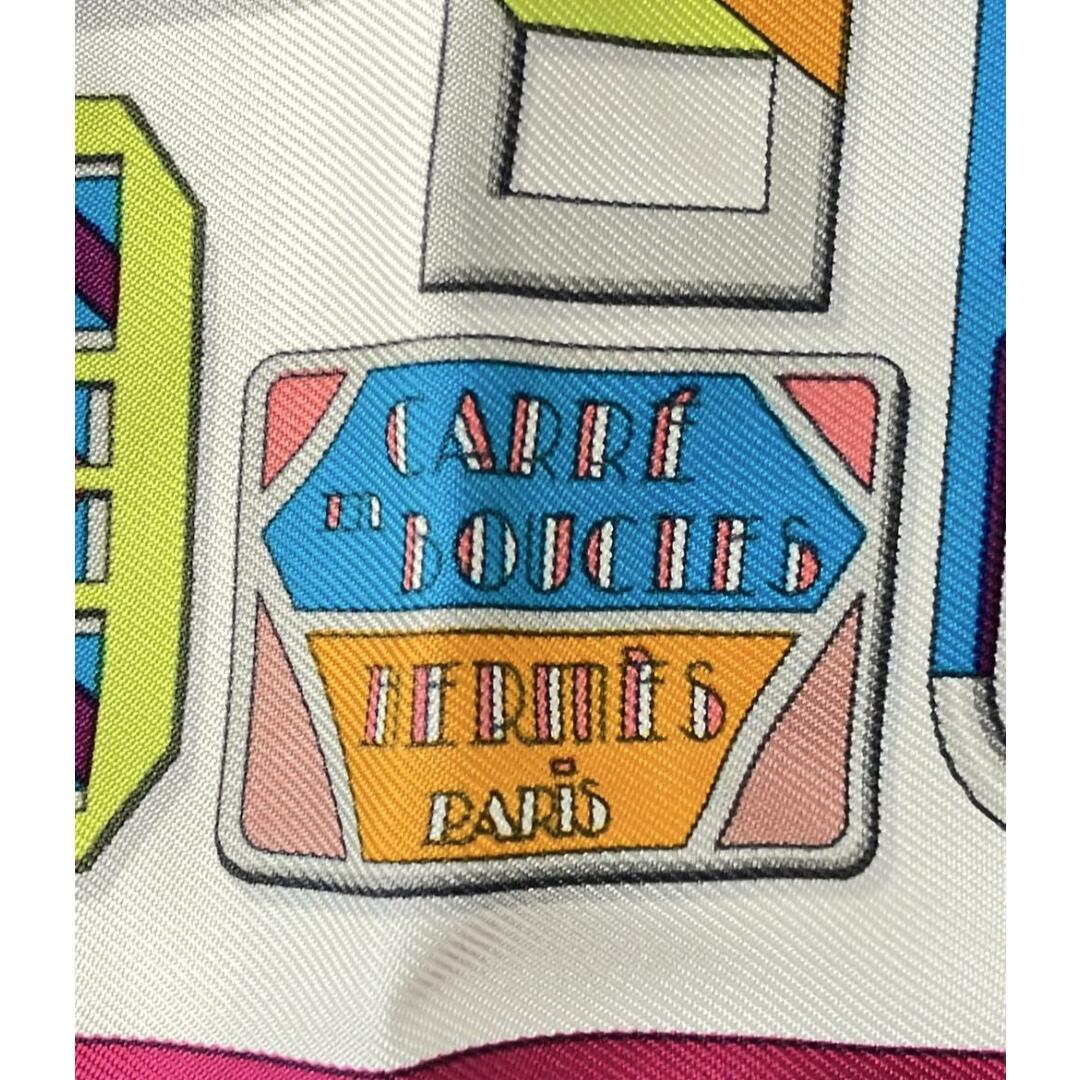 CARRÉ
en BOUCLES
HERMÈS
PARIS